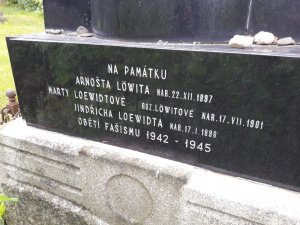 NA PAMÁTKU
ARNOŠTA LÖWITA NAR. 22. XII. 1897
MARTY LOEWIDTOVÉ ROZ. LÖWITOVÉ NAR. 17. VII. 1901
JINDŘICHA LOEWIDTA NAR. 17. I. 1886
OBĚTÍ FAŠISMU 1942 - 1945